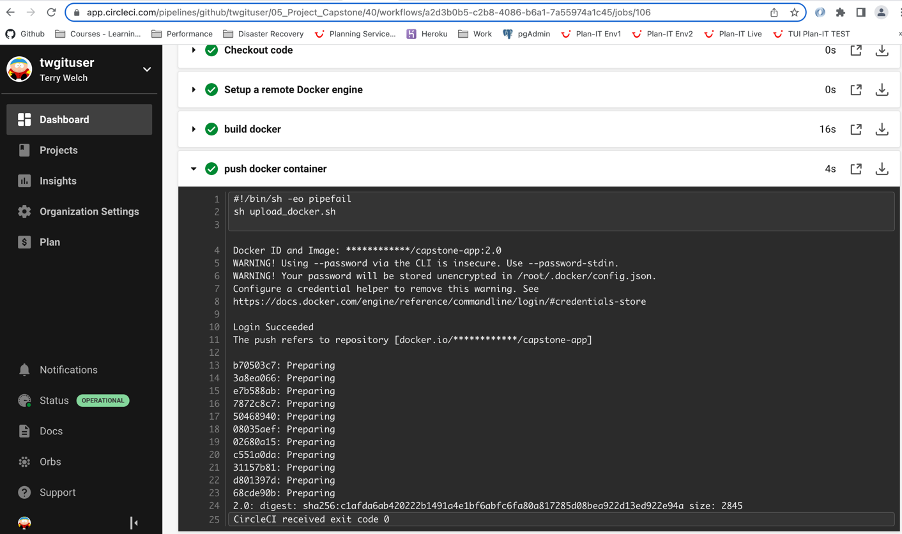 app.circleci.com/pipelines/github/twgituser/05_Project_Capstone/40/workflows/a2d3b0b5-c2b8-4086-b6a1-7a55974a1c45/jobs/106
Github Courses - Learnin... Performance Disaster Recovery Planning Service... Heroku Work pgAdmin Plan-IT Env1 Plan-IT Env2 Plan-IT Live TUI Plan-IT TEST
twgituser
Terry Welch
Dashboard
Projects
Insights
Organization Settings
Plan
Notifications
Status OPERATIONAL
Docs
Orbs
Support
Checkout code 0s
Setup a remote Docker engine 0s
build docker 16s
push docker container 4s
1 #!/bin/sh -eo pipefail
2 sh upload_docker.sh
3
4 Docker ID and Image: ************/capstone-app:2.0
5 WARNING! Using --password via the CLI is insecure. Use --password-stdin.
6 WARNING! Your password will be stored unencrypted in /root/.docker/config.json.
7 Configure a credential helper to remove this warning. See
8 https://docs.docker.com/engine/reference/commandline/login/#credentials-store
9
10 Login Succeeded
11 The push refers to repository [docker.io/************/capstone-app]
12
13 b70503c7: Preparing
14 3a8ea066: Preparing
15 e7b588ab: Preparing
16 7872c8c7: Preparing
17 50468940: Preparing
18 08035aef: Preparing
19 02680a15: Preparing
20 c551a0da: Preparing
21 31157b81: Preparing
22 d801397d: Preparing
23 68cde90b: Preparing
24 2.0: digest: sha256:c1afda6ab420222b1491a4e1bf6abfc6fa80a817285d08bea922d13ed922e94a size: 2845
25 CircleCI received exit code 0